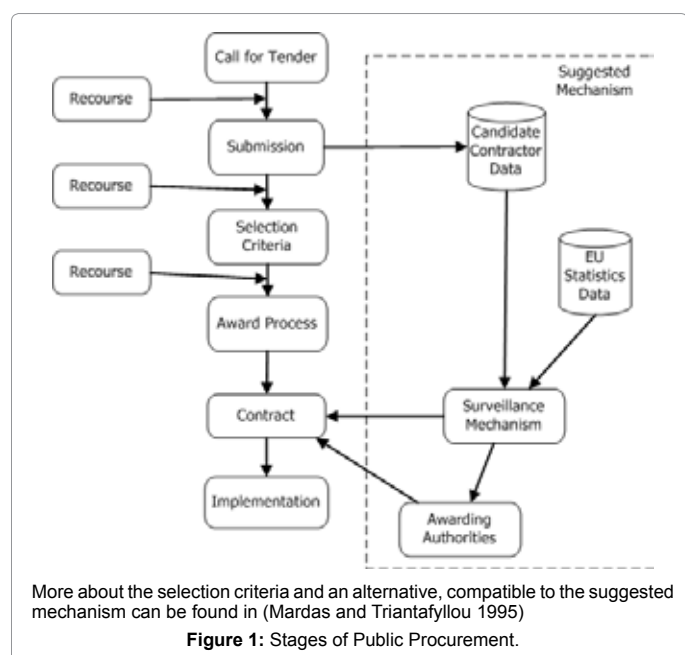 Call for Tender
Suggested
Mechanism
Recourse
Candidate
Contractor
Data
Submission
Recourse
Selection
Criteria
EU
Statistics
Data
Recourse
Award Process
Contract
Surveillance
Mechanism
Implementation
Awarding
Authorities
More about the selection criteria and an alternative, compatible to the suggested
mechanism can be found in (Mardas and Triantafyllou 1995)
Figure 1: Stages of Public Procurement.